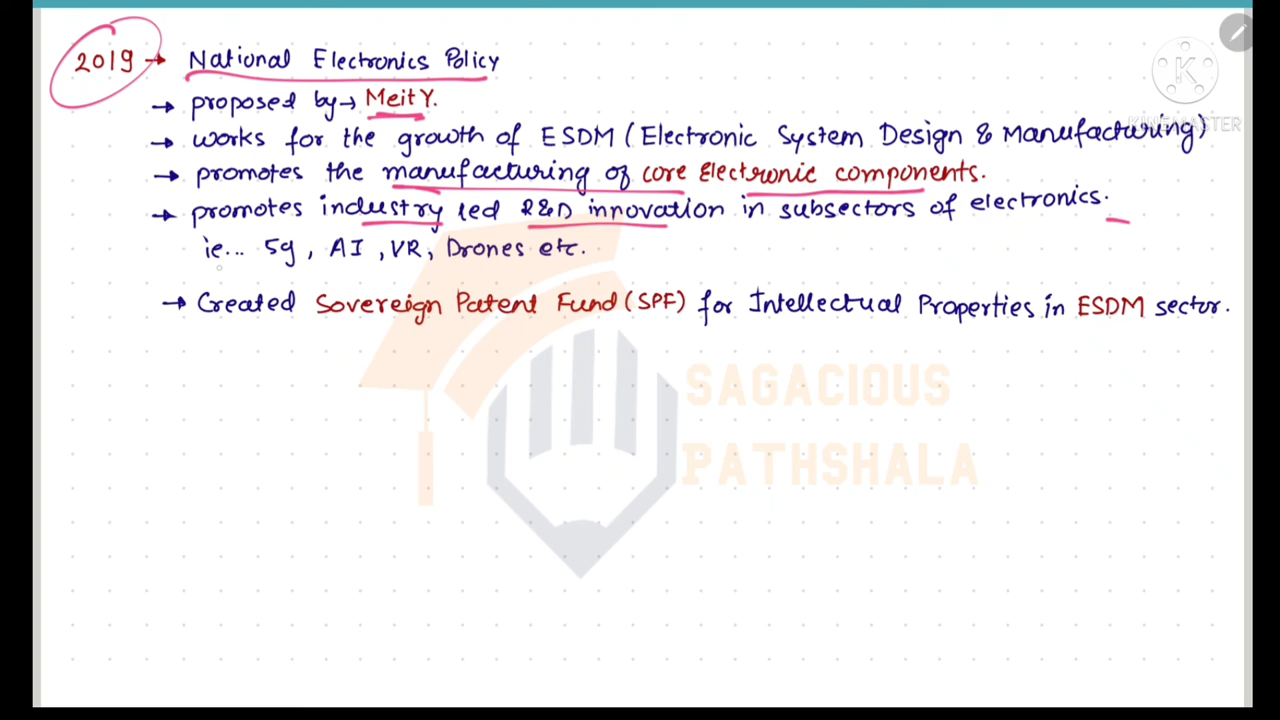 2019 → National Electronics Policy
→ proposed by → MeitY.
→ works for the growth of ESDM (Electronic System Design & Manufacturing)
→ promotes the manufacturing of core Electronic components.
→ promotes industry led R&D innovation in subsectors of electronics.
ie... 5g, AI, VR, Drones etc.
→ Created Sovereign Patent Fund (SPF) for Intellectual Properties in ESDM sector.
K
KINEMASTER
SAGACIOUS
PATHSHALA